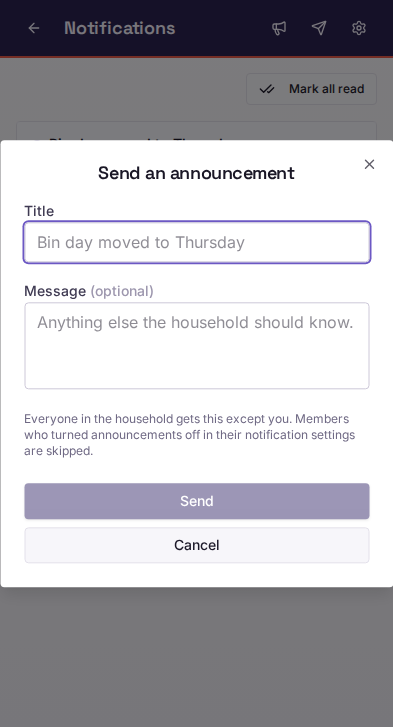 Notifications
Mark all read
Send an announcement
Title
Bin day moved to Thursday
Message (optional)
Anything else the household should know.
Everyone in the household gets this except you. Members
who turned announcements off in their notification settings
are skipped.
Send
Cancel